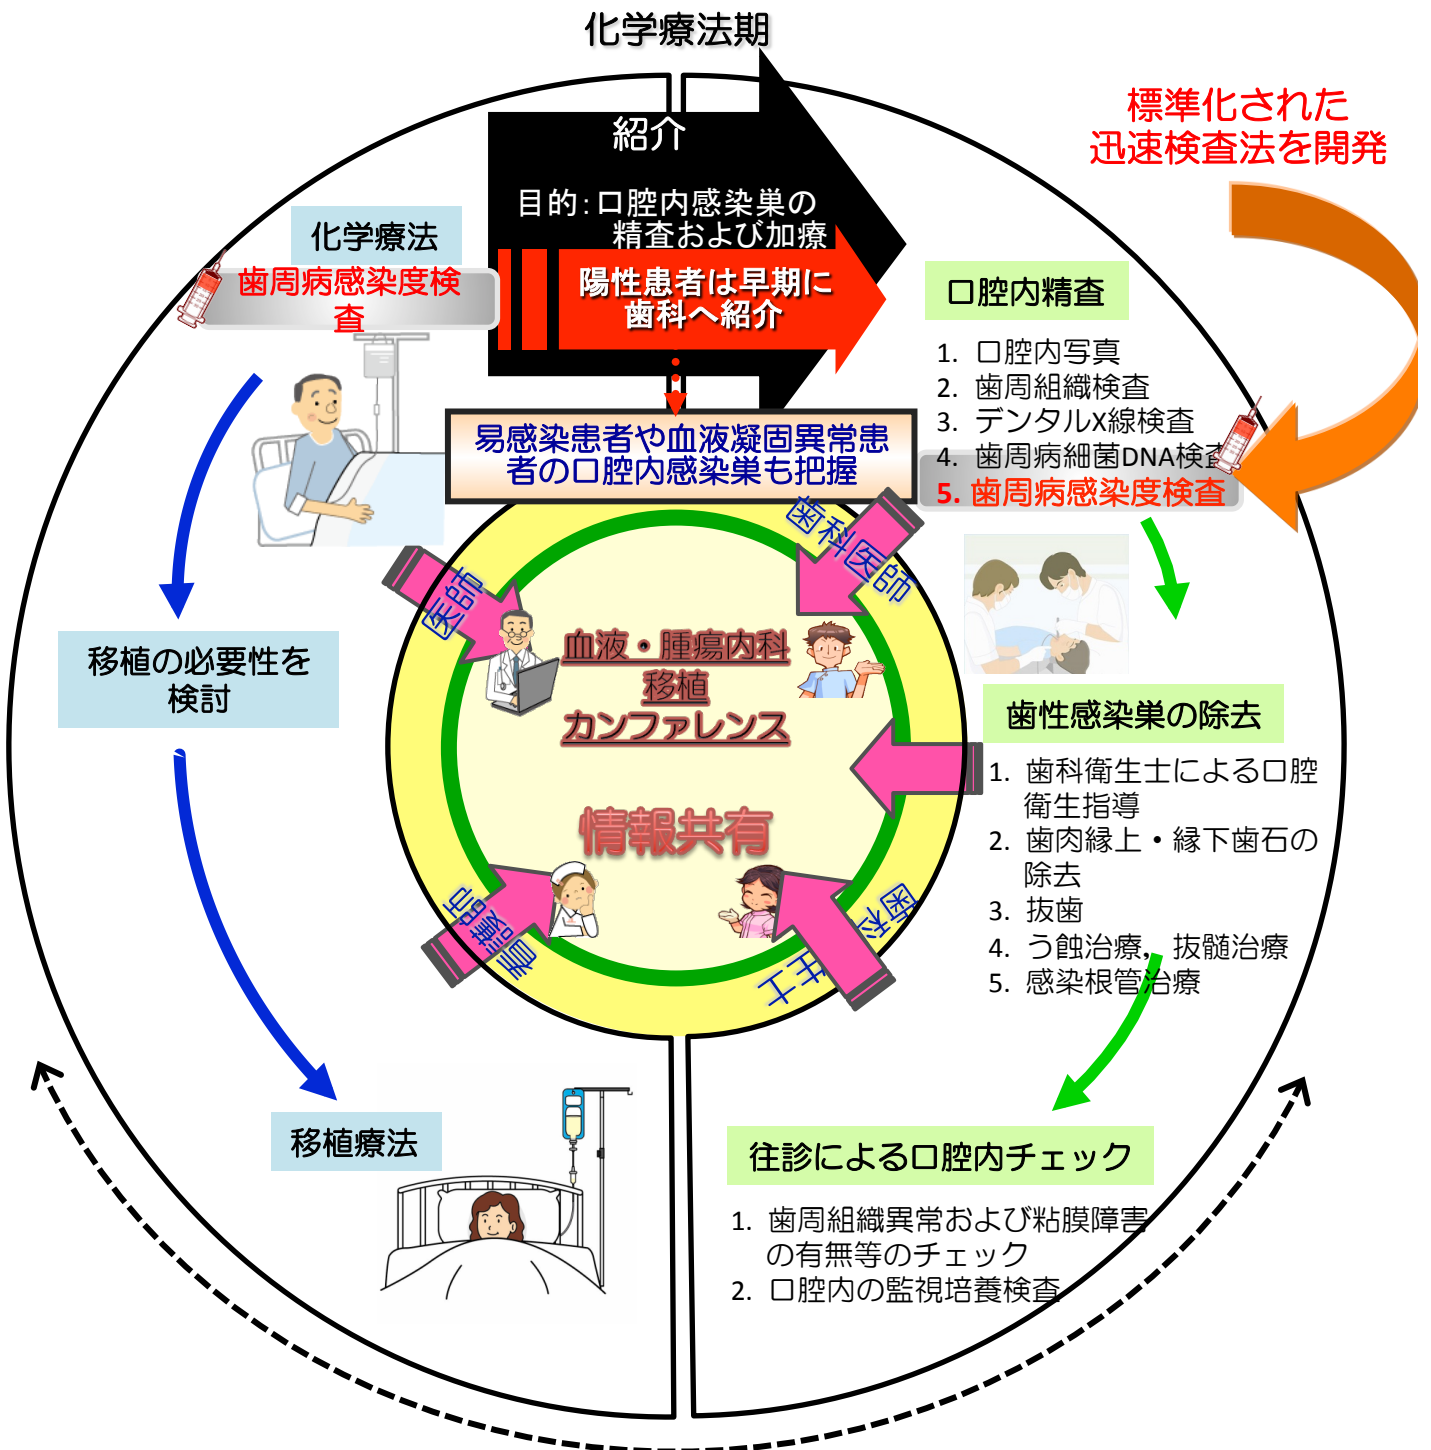 化学療法期
標準化された
迅速検査法を開発
紹介
目的:口腔内感染巣の
精査および加療
化学療法
歯周病感染度検
査
陽性患者は早期に
歯科へ紹介
口腔内精査
1. 口腔内写真
2. 歯周組織検査
3. デンタルX線検査
4. 歯周病細菌DNA検査
5. 歯周病感染度検査
易感染患者や血液凝固異常患
者の口腔内感染巣も把握
医師
歯科医師
血液・腫瘍内科
移植
カンファレンス
情報共有
看護師
歯科
生士
移植の必要性を
検討
歯性感染巣の除去
1. 歯科衛生士による口腔
衛生指導
2. 歯肉縁上・縁下歯石の
除去
3. 抜歯
4. う蝕治療，抜髄治療
5. 感染根管治療
移植療法
往診による口腔内チェック
1. 歯周組織異常および粘膜障害
の有無等のチェック
2. 口腔内の監視培養検査